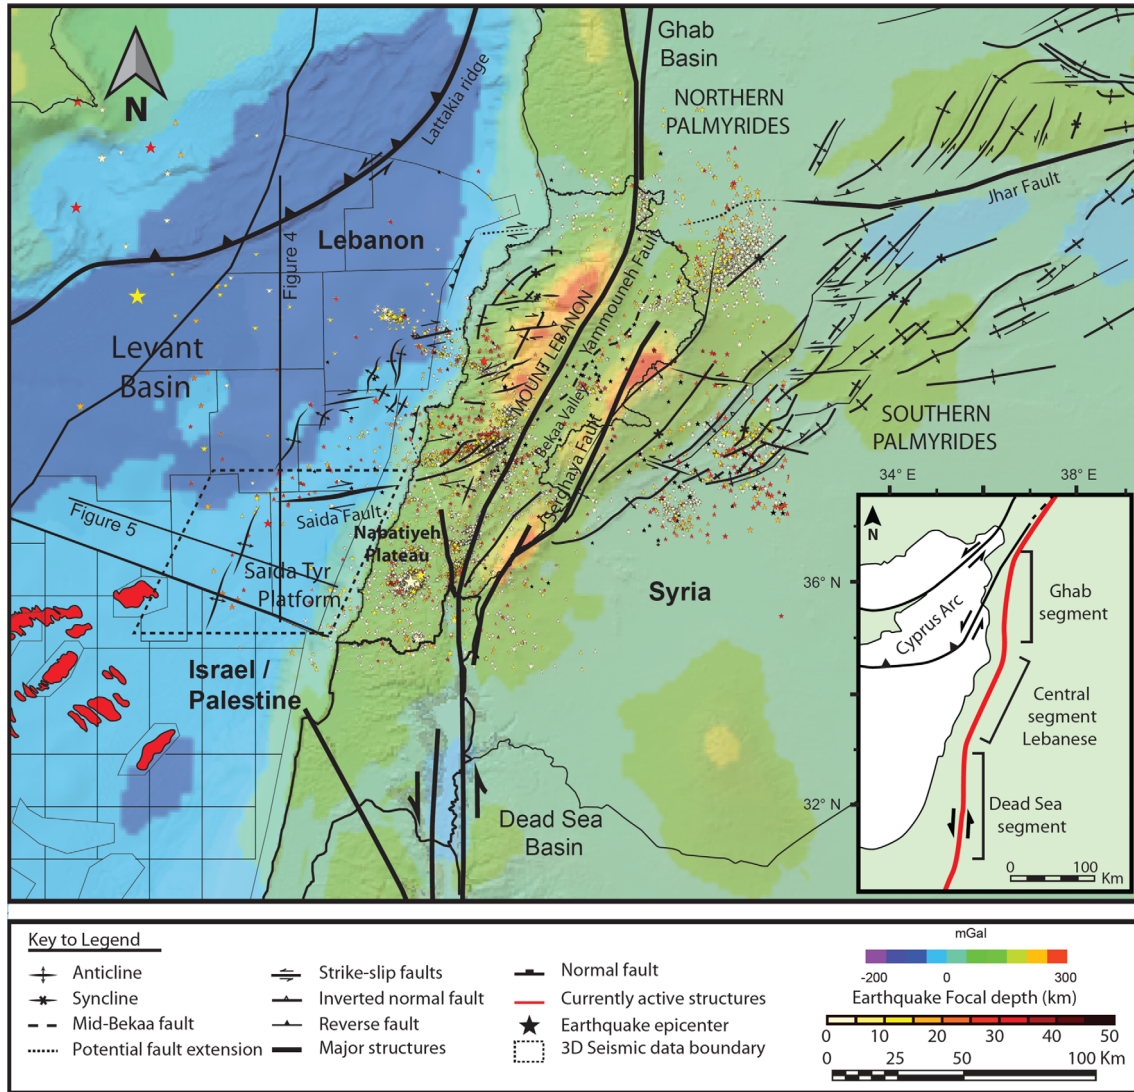 Ghab
Basin
N
Lattakia ridge
NORTHERN
PALMYRIDES
Jhar Fault
Lebanon
Figure 4
Yammouneh Fault
MOUNT LEBANON
Levant
Basin
Bekaa Valley
SOUTHERN
PALMYRIDES
Serghaya Fault
Figure 5
Saida Fault
Nabatiyeh
Plateau
Saida Tyr
Platform
Syria
Israel /
Palestine
Dead Sea
Basin
34° E
38° E
N
36° N
Ghab
segment
Cyprus Arc
Central
segment
Lebanese
32° N
Dead Sea
segment
0 100
Km
Key to Legend
Anticline
Syncline
Mid-Bekaa fault
Potential fault extension
Strike-slip faults
Inverted normal fault
Reverse fault
Major structures
Normal fault
Currently active structures
Earthquake epicenter
3D Seismic data boundary
mGal
-200 0 300
Earthquake Focal depth (km)
0 10 20 30 40 50
0 25 50 100 Km